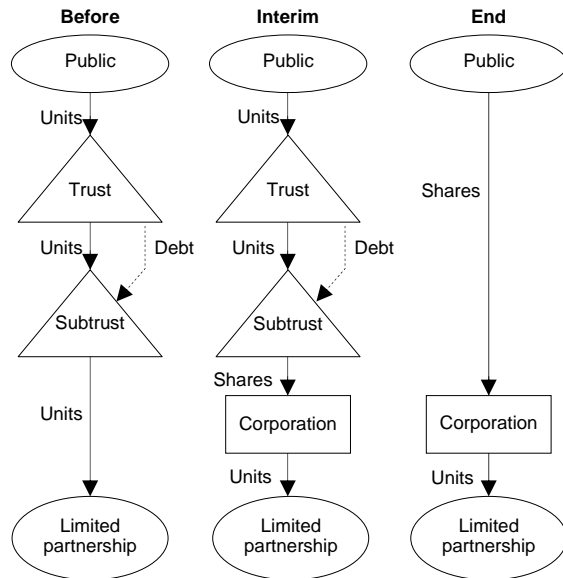 Before
Interim
End
Public
Public
Public
Units
Units
Trust
Trust
Shares
Units
Debt
Units
Debt
Subtrust
Subtrust
Shares
Units
Corporation
Corporation
Units
Units
Limited
partnership
Limited
partnership
Limited
partnership